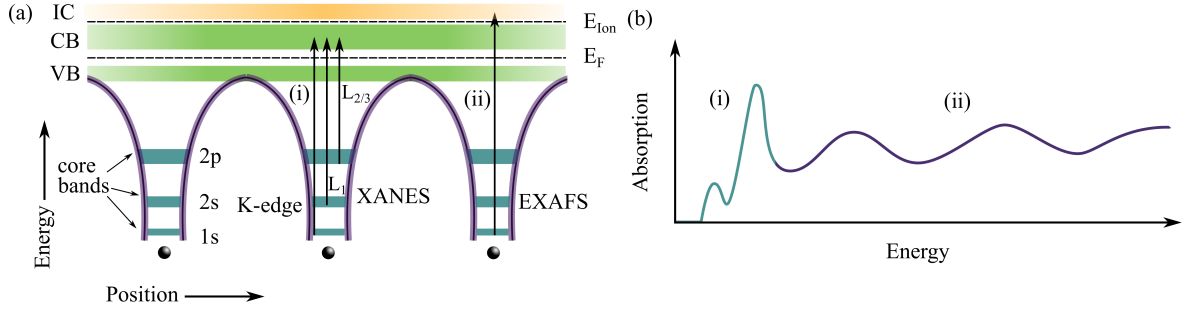 (a)
IC
CB
VB
E_Ion
E_F
(i)
(ii)
L_2/3
L_1
core
bands
2p
2s
1s
K-edge
XANES
EXAFS
Energy
Position
(b)
(i)
(ii)
Absorption
Energy